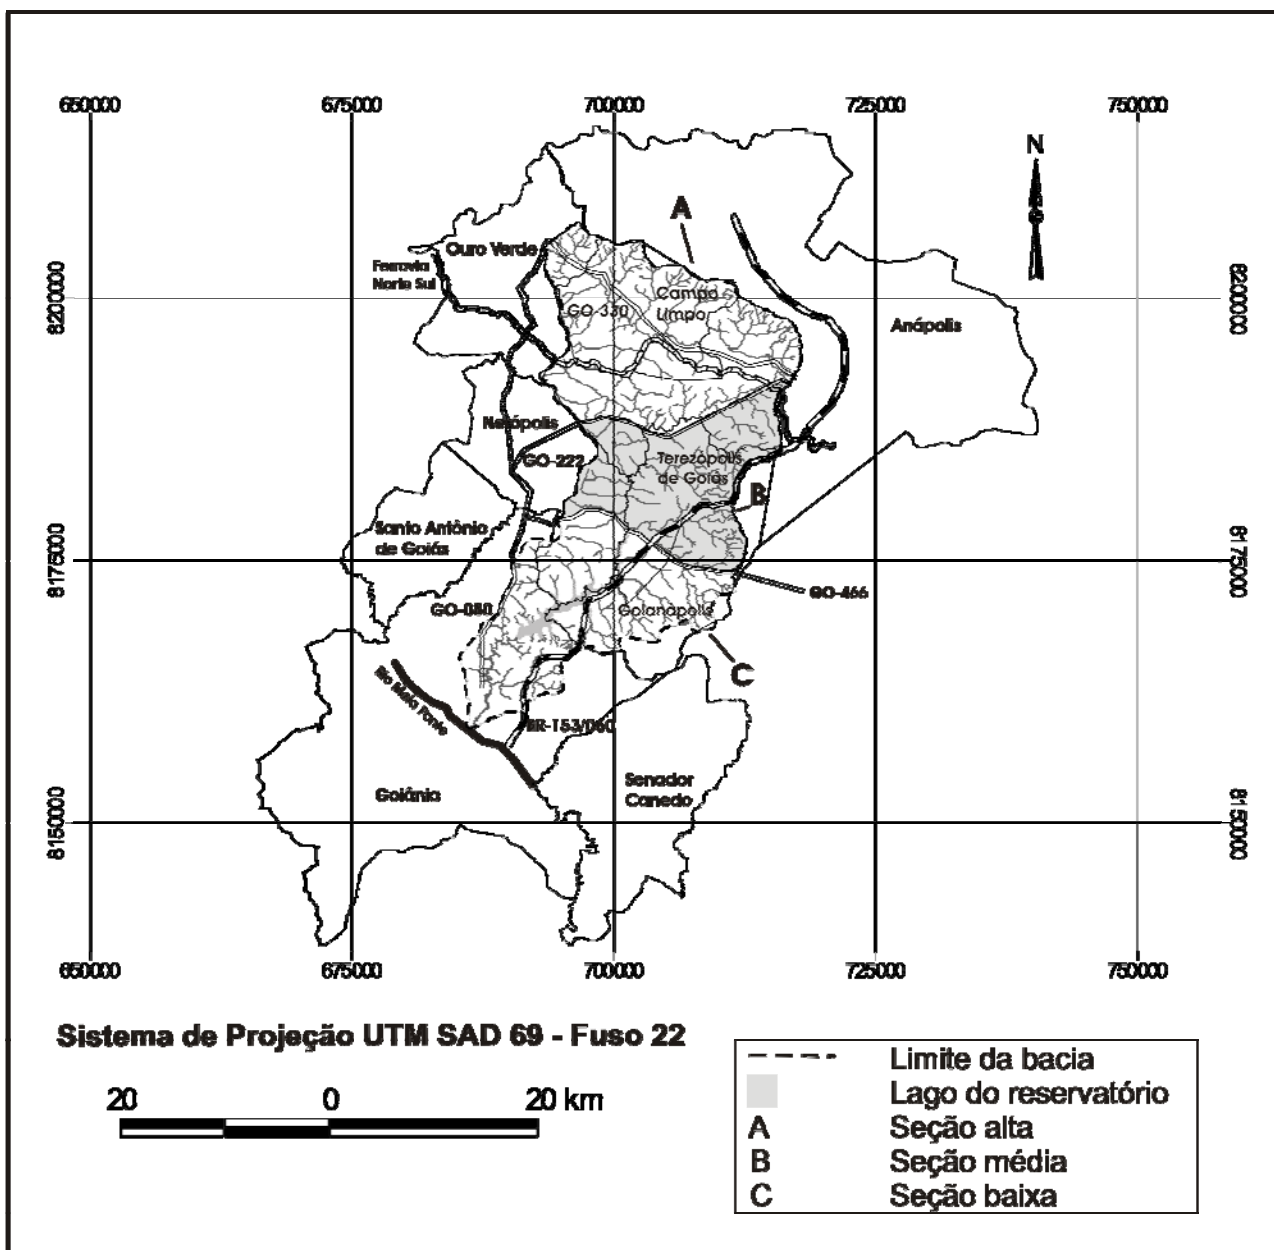 650000 675000 700000 725000 750000
N
A
Ouro Verde
Ferrovia
Norte Sul
8200000
8200000
Campo
Limpo
GO-330
Anápolis
Nerópolis
GO-222
Terezópolis
de Goiás
B
Santo Antônio
de Goiás
8175000
8175000
GO-466
GO-080
Goianápolis
C
Rio Meia Ponte
BR-153/060
Senador
Canedo
Goiânia
8150000
8150000
650000 675000 700000 725000 750000
Sistema de Projeção UTM SAD 69 - Fuso 22
20 0 20 km
Limite da bacia
Lago do reservatório
A Seção alta
B Seção média
C Seção baixa